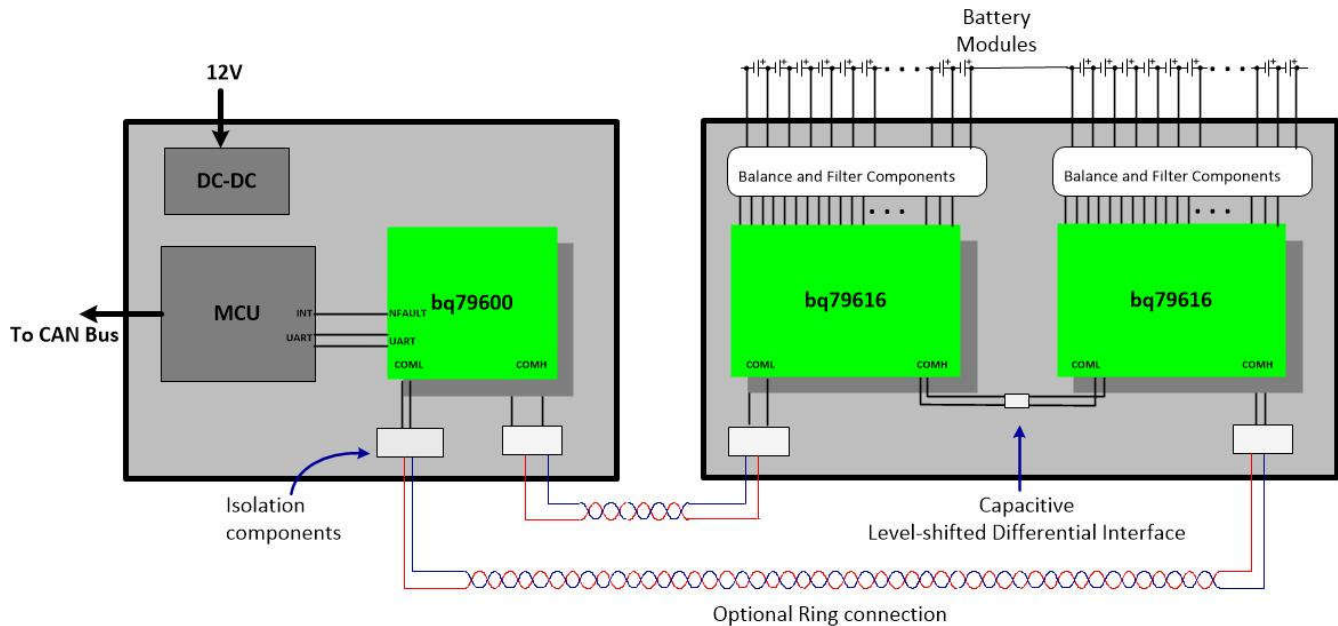 Battery
Modules
12V
DC-DC
Balance and Filter Components
Balance and Filter Components
bq79600
bq79616
bq79616
MCU
INT
NFAULT
UART
UART
To CAN Bus
COML
COMH
COML
COMH
COML
COMH
Isolation
components
Capacitive
Level-shifted Differential Interface
Optional Ring connection